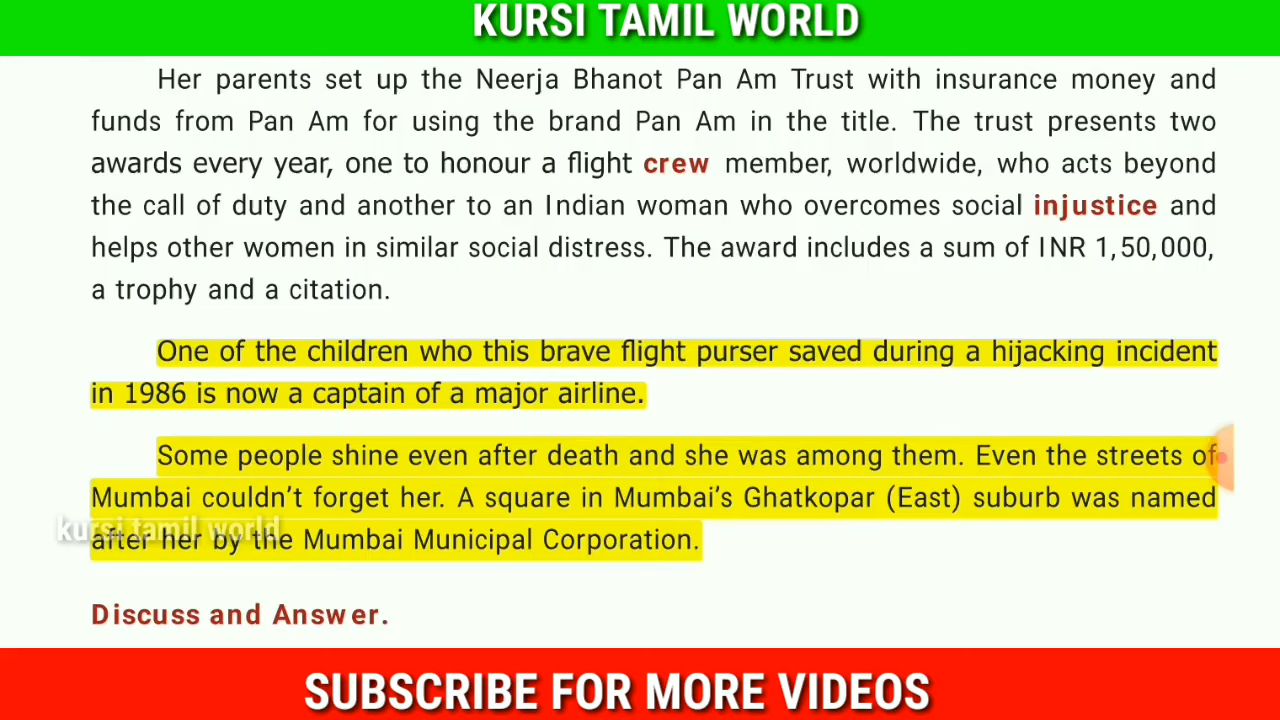 KURSI TAMIL WORLD
Her parents set up the Neerja Bhanot Pan Am Trust with insurance money and
funds from Pan Am for using the brand Pan Am in the title. The trust presents two
awards every year, one to honour a flight crew member, worldwide, who acts beyond
the call of duty and another to an Indian woman who overcomes social injustice and
helps other women in similar social distress. The award includes a sum of INR 1,50,000,
a trophy and a citation.
One of the children who this brave flight purser saved during a hijacking incident
in 1986 is now a captain of a major airline.
Some people shine even after death and she was among them. Even the streets of
Mumbai couldn't forget her. A square in Mumbai's Ghatkopar (East) suburb was named
kursi tamil world
after her by the Mumbai Municipal Corporation.
Discuss and Answer.
SUBSCRIBE FOR MORE VIDEOS